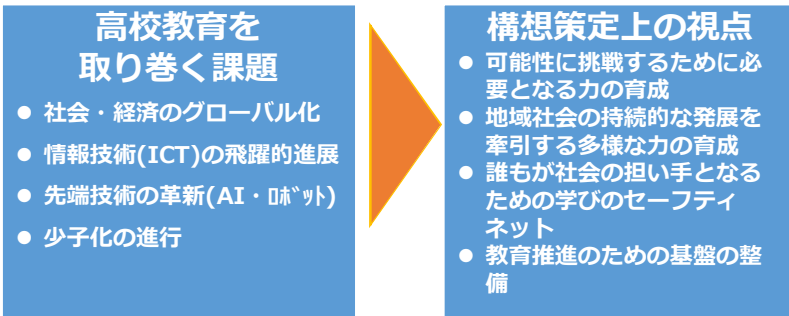 高校教育を
取り巻く課題
● 社会・経済のグローバル化
● 情報技術(ICT)の飛躍的進展
● 先端技術の革新(AI・ﾛﾎﾞｯﾄ)
● 少子化の進行
構想策定上の視点
● 可能性に挑戦するために必
要となる力の育成
● 地域社会の持続的な発展を
牽引する多様な力の育成
● 誰もが社会の担い手となる
ための学びのセーフティ
ネット
● 教育推進のための基盤の整
備